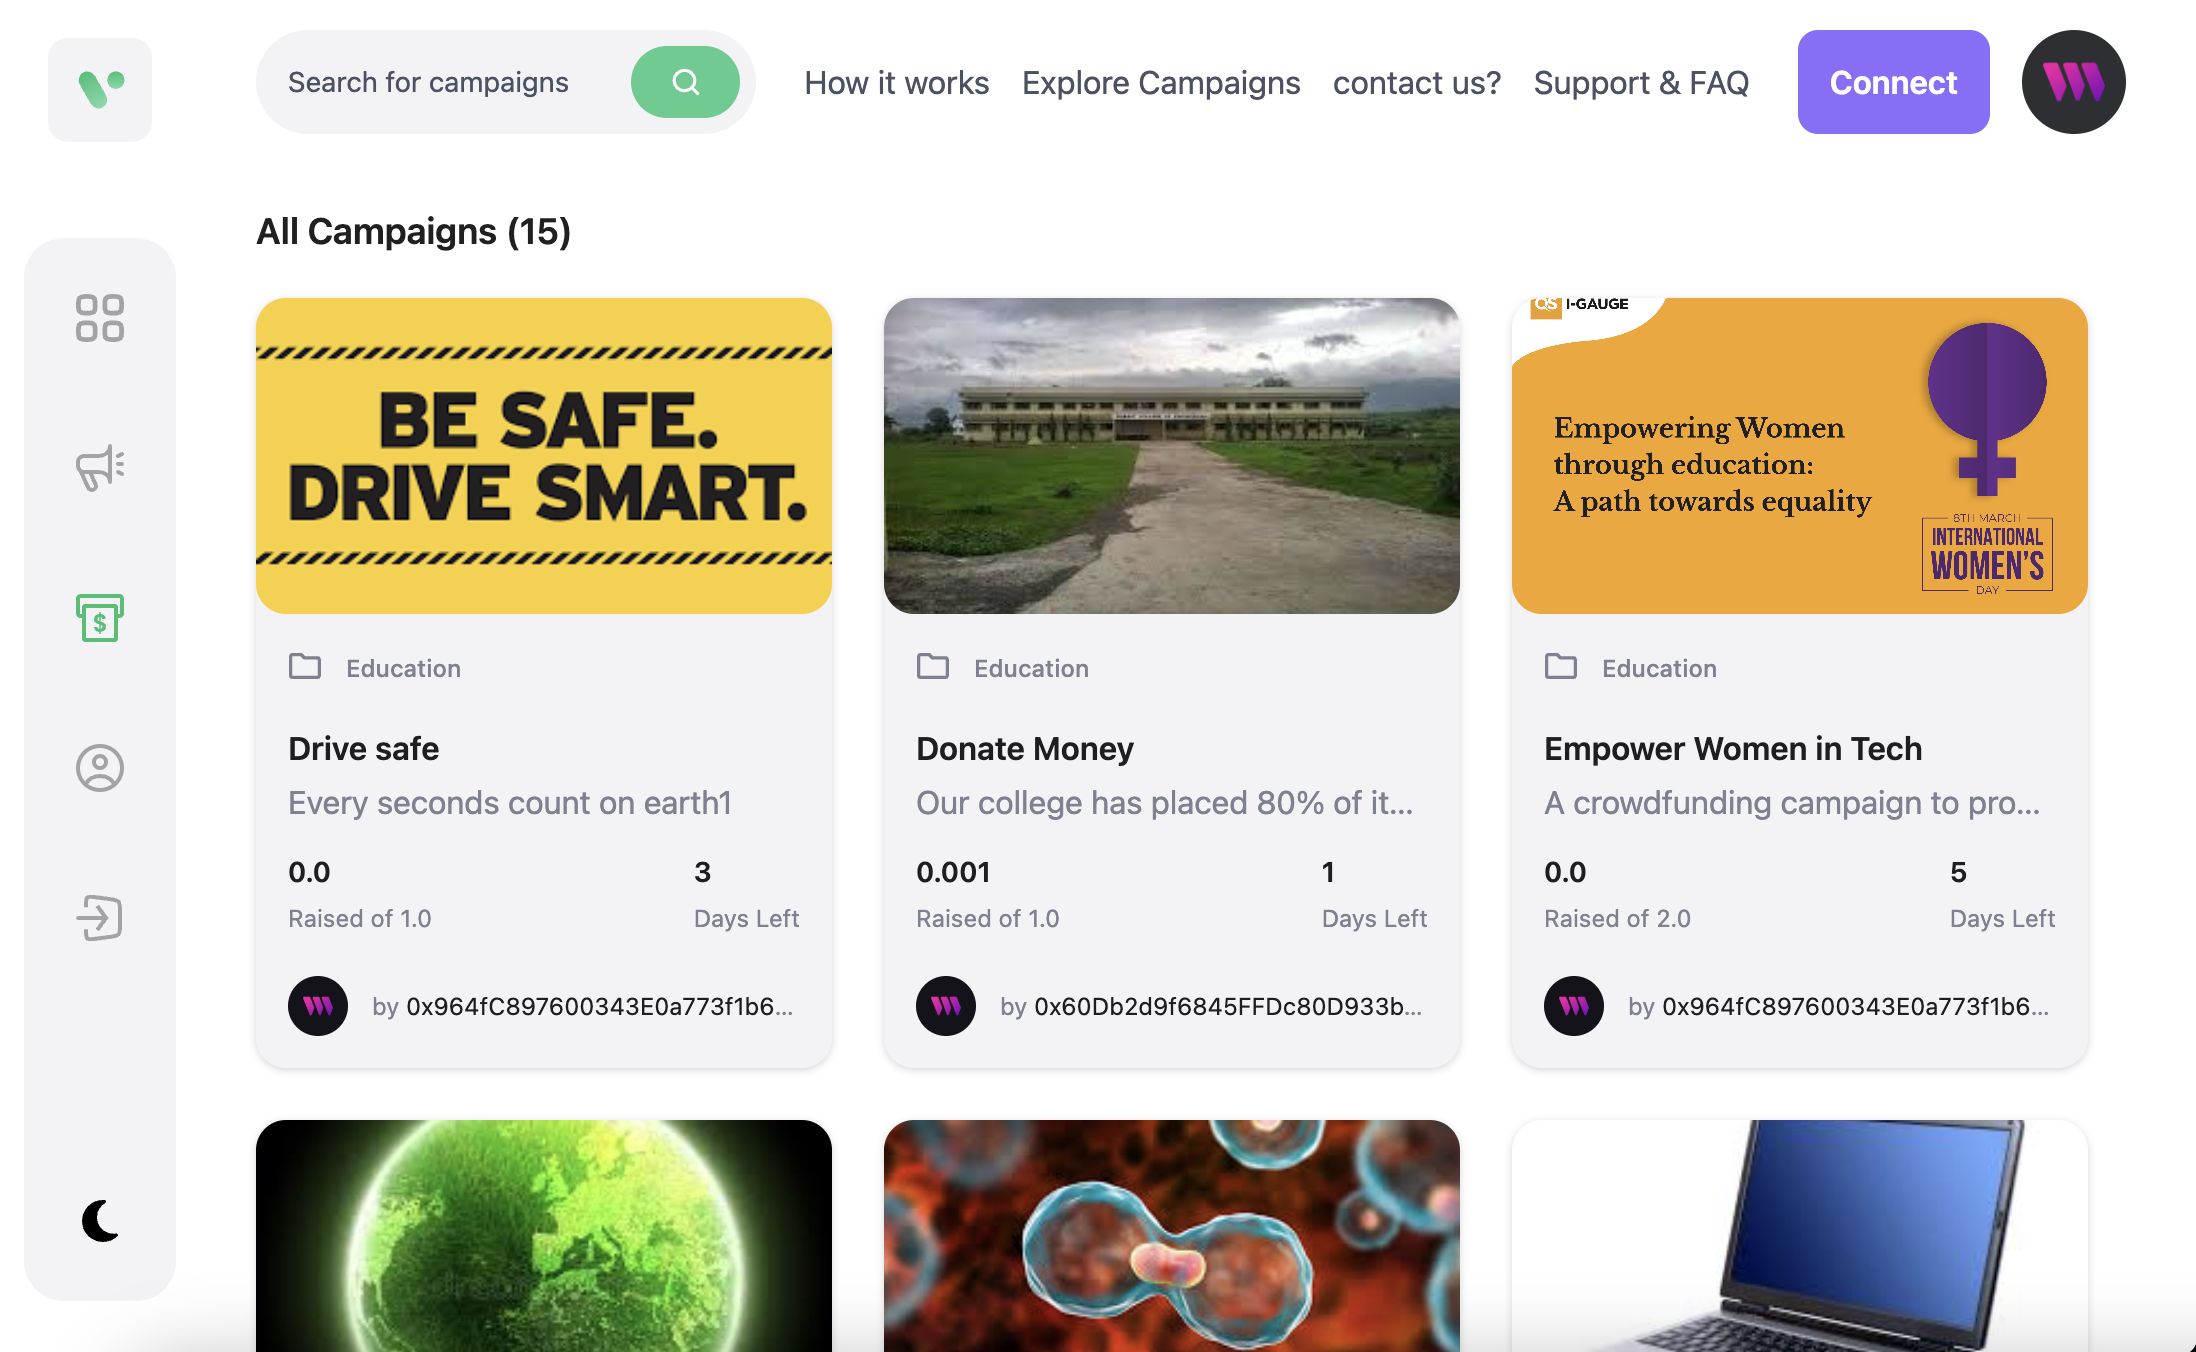 Search for campaigns
How it works
Explore Campaigns
contact us?
Support & FAQ
Connect
All Campaigns (15)
BE SAFE.
DRIVE SMART.
Education
Drive safe
Every seconds count on earth1
0.0
Raised of 1.0
3
Days Left
by 0x964fC897600343E0a773f1b6...
Education
Donate Money
Our college has placed 80% of it...
0.001
Raised of 1.0
1
Days Left
by 0x60Db2d9f6845FFDc80D933b...
QS I-GAUGE
Empowering Women
through education:
A path towards equality
8TH MARCH
INTERNATIONAL
WOMEN'S
DAY
Education
Empower Women in Tech
A crowdfunding campaign to pro...
0.0
Raised of 2.0
5
Days Left
by 0x964fC897600343E0a773f1b6...